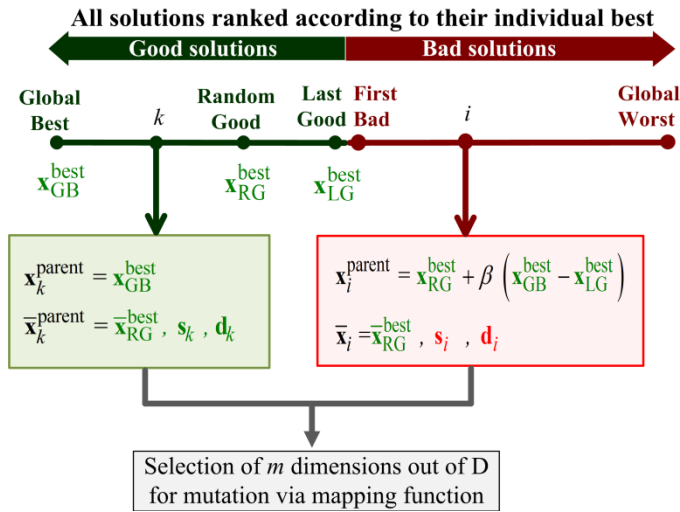 All solutions ranked according to their individual best
Good solutions Bad solutions
Global Best
k
Random Good
Last Good
First Bad
i
Global Worst
x_GB^best
x_RG^best
x_LG^best
x_k^parent = x_GB^best
x̄_k^parent = x̄_RG^best , s_k , d_k
x_i^parent = x_RG^best + β (x_GB^best − x_LG^best)
x̄_i = x̄_RG^best , s_i , d_i
Selection of m dimensions out of D
for mutation via mapping function